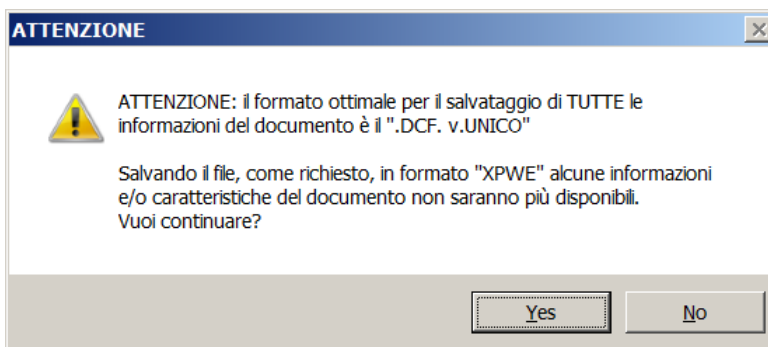 ATTENZIONE
ATTENZIONE: il formato ottimale per il salvataggio di TUTTE le
informazioni del documento è il ".DCF. v.UNICO"
Salvando il file, come richiesto, in formato "XPWE" alcune informazioni
e/o caratteristiche del documento non saranno più disponibili.
Vuoi continuare?
Yes
No